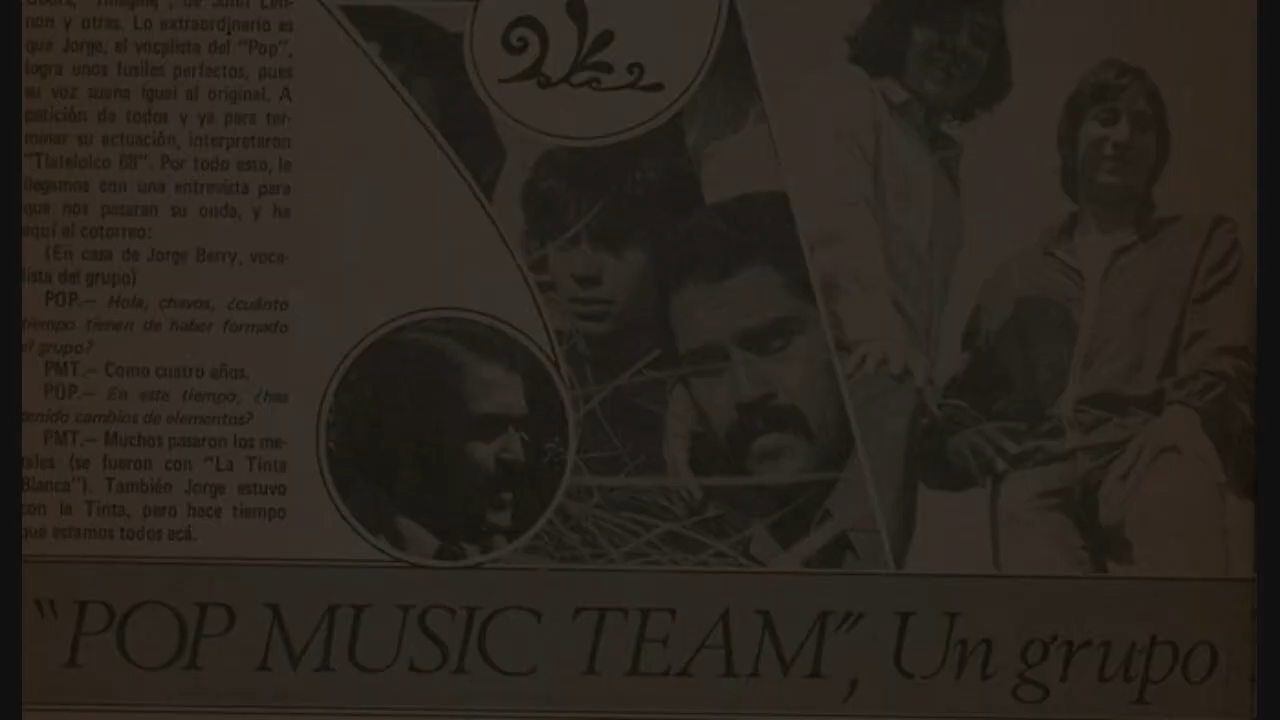 Doors, "Imagine", de John Len-
non y otras. Lo extraordinario es
que Jorge, el vocalista del "Pop",
logra unos fusiles perfectos, pues
su voz suena igual al original. A
petición de todos y ya para ter-
minar su actuación, interpretaron
"Tlatelolco 68". Por todo esto, le
llegamos con una entrevista para
que nos pasaran su onda, y he
aquí el cotorreo:
(En casa de Jorge Berry, voca-
lista del grupo)
POP.— Hola, chavos, ¿cuánto
tiempo tienen de haber formado
el grupo?
PMT.— Como cuatro años.
POP.— En este tiempo, ¿has
tenido cambios de elementos?
PMT.— Muchos pasaron los me-
tales (se fueron con "La Tinta
Blanca"). También Jorge estuvo
con la Tinta, pero hace tiempo
que estamos todos acá.
"POP MUSIC TEAM", Un grupo